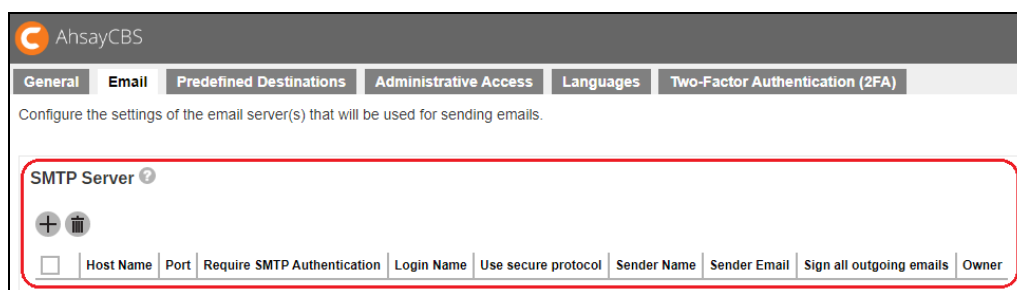 AhsayCBS
General Email Predefined Destinations Administrative Access Languages Two-Factor Authentication (2FA)
Configure the settings of the email server(s) that will be used for sending emails.
SMTP Server
Host Name Port Require SMTP Authentication Login Name Use secure protocol Sender Name Sender Email Sign all outgoing emails Owner